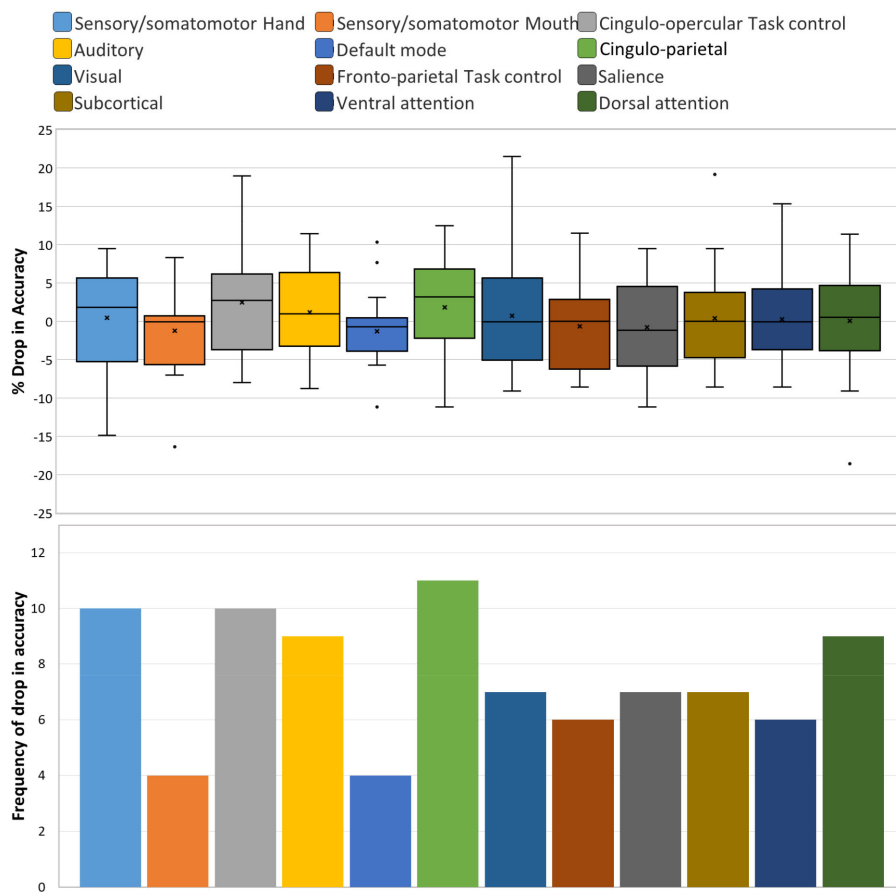 Sensory/somatomotor Hand
Sensory/somatomotor Mouth
Cingulo-opercular Task control
Auditory
Default mode
Cingulo-parietal
Visual
Fronto-parietal Task control
Salience
Subcortical
Ventral attention
Dorsal attention
% Drop in Accuracy
25
20
15
10
5
0
-5
-10
-15
-20
-25
Frequency of drop in accuracy
12
10
8
6
4
2
0